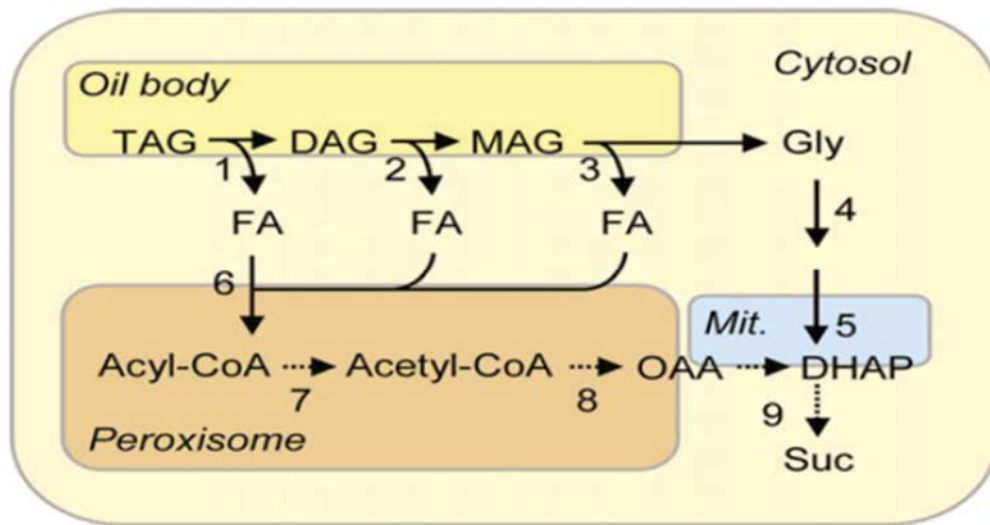 Cytosol
Oil body
TAG DAG MAG Gly
1 2 3
FA FA FA 4
6
Mit. 5
Acyl-CoA Acetyl-CoA OAA DHAP
7 8 9
Peroxisome
Suc